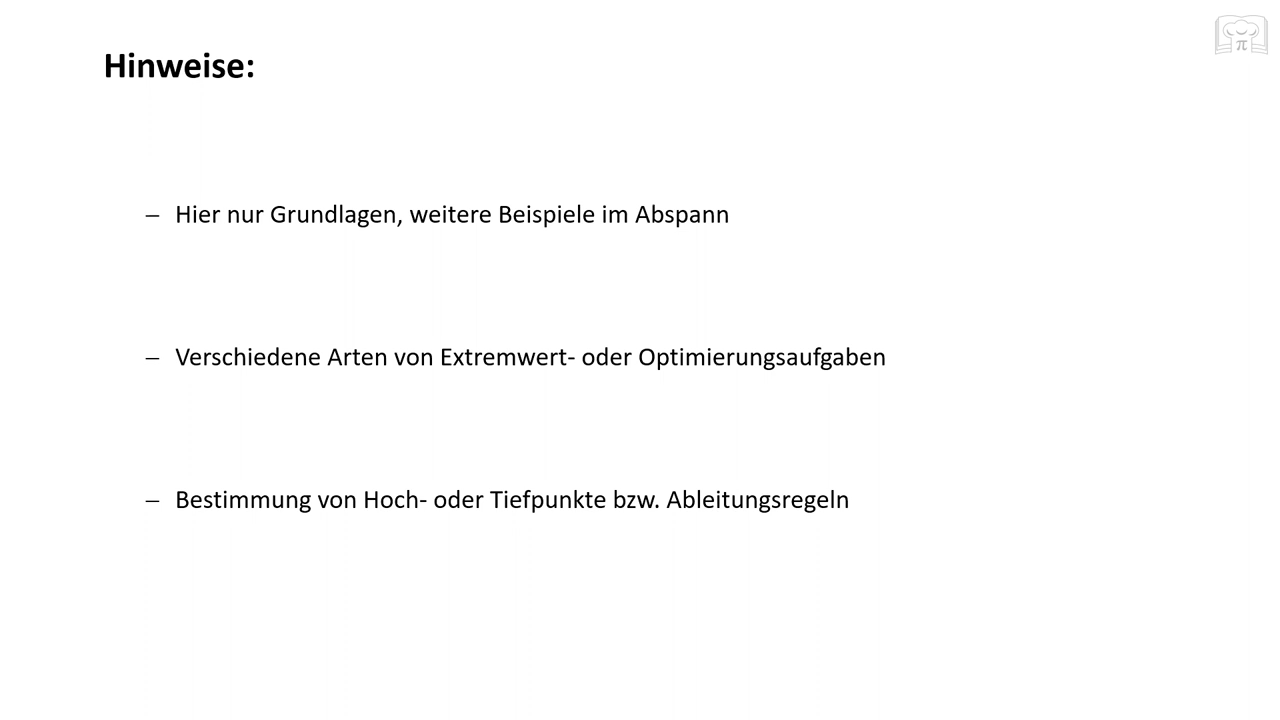 Hinweise:
– Hier nur Grundlagen, weitere Beispiele im Abspann
– Verschiedene Arten von Extremwert- oder Optimierungsaufgaben
– Bestimmung von Hoch- oder Tiefpunkte bzw. Ableitungsregeln
π